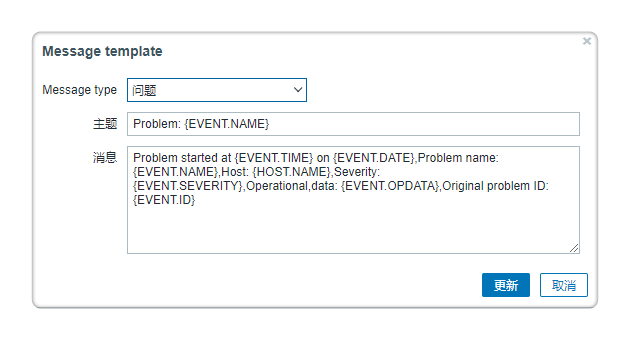 Message template
Message type 问题
主题 Problem: {EVENT.NAME}
消息 Problem started at {EVENT.TIME} on {EVENT.DATE},Problem name:
{EVENT.NAME},Host: {HOST.NAME},Severity:
{EVENT.SEVERITY},Operational,data: {EVENT.OPDATA},Original problem ID:
{EVENT.ID}
更新 取消